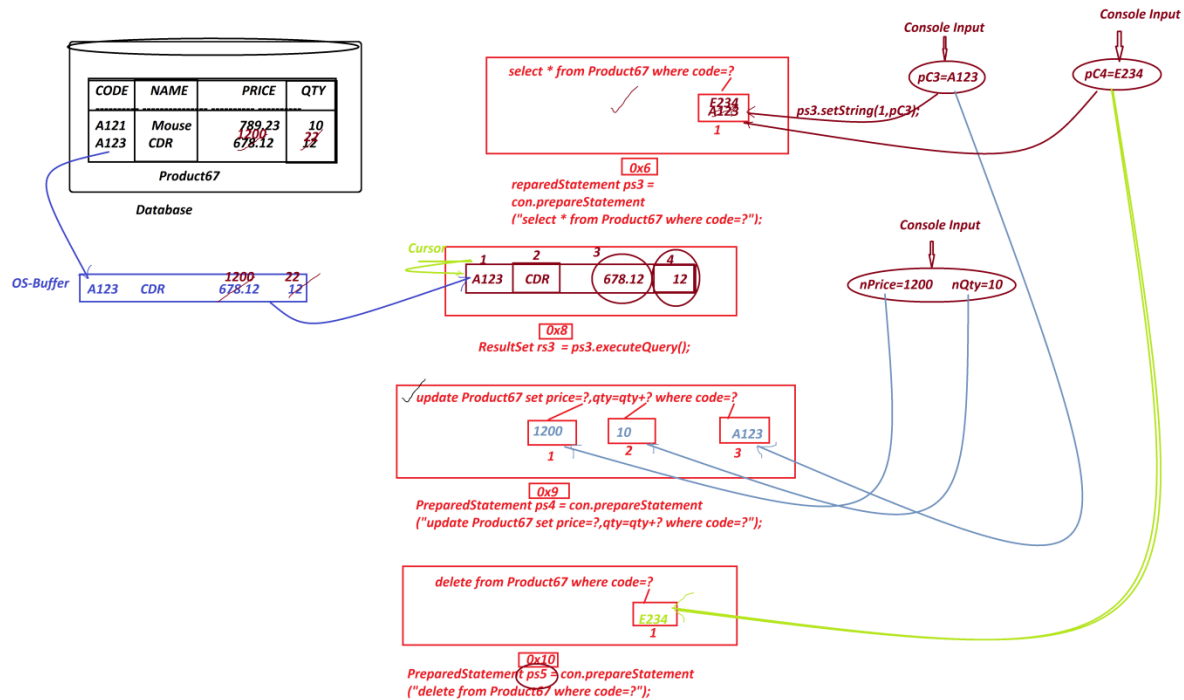 CODE NAME PRICE QTY
A121 Mouse 789.23 10
1200 22
A123 CDR 678.12 12
Product67
Database
OS-Buffer
1200 22
A123 CDR 678.12 12
select * from Product67 where code=?
E234
A123
1
ps3.setString(1,pC3);
0x6
reparedStatement ps3 =
con.prepareStatement
("select * from Product67 where code=?");
Console Input
pC3=A123
Console Input
pC4=E234
Cursor
1 2 3 4
A123 CDR 678.12 12
0x8
ResultSet rs3 = ps3.executeQuery();
Console Input
nPrice=1200 nQty=10
update Product67 set price=?,qty=qty+? where code=?
1200 10 A123
1 2 3
0x9
PreparedStatement ps4 = con.prepareStatement
("update Product67 set price=?,qty=qty+? where code=?");
delete from Product67 where code=?
E234
1
0x10
PreparedStatement ps5 = con.prepareStatement
("delete from Product67 where code=?");